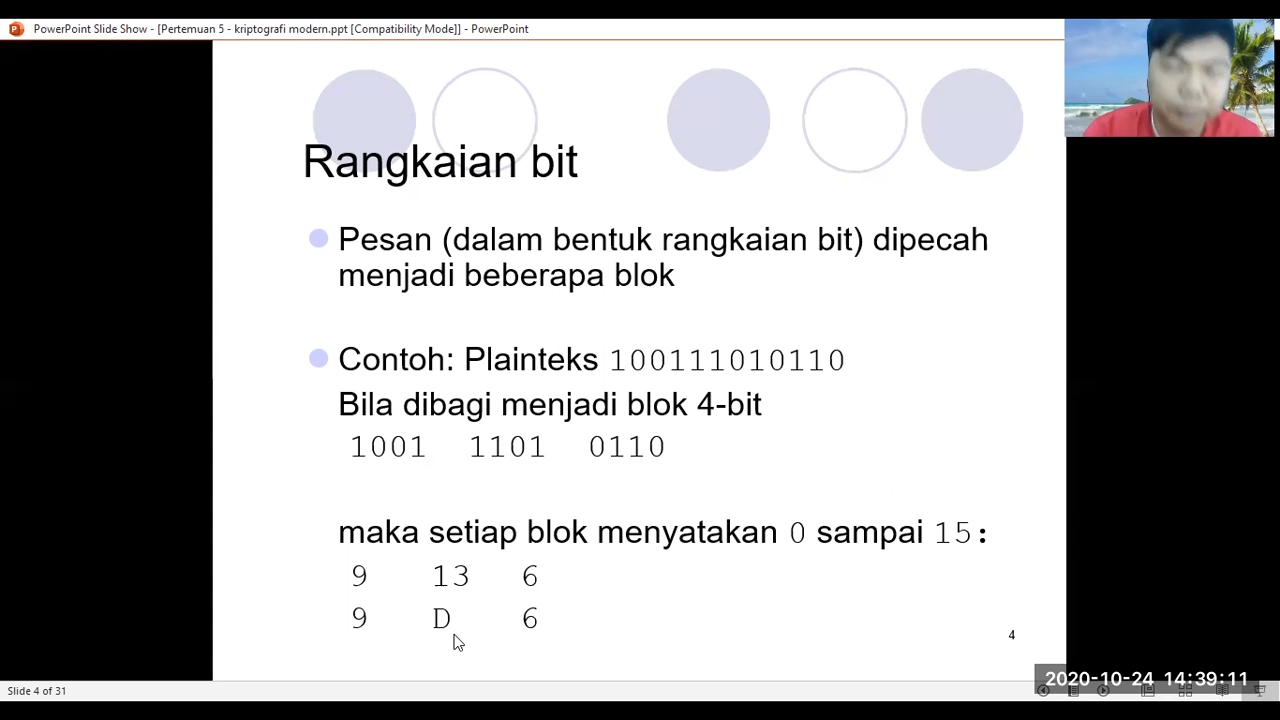 PowerPoint Slide Show - [Pertemuan 5 - kriptografi modern.ppt [Compatibility Mode]] - PowerPoint
Rangkaian bit
Pesan (dalam bentuk rangkaian bit) dipecah
menjadi beberapa blok
Contoh: Plainteks 100111010110
Bila dibagi menjadi blok 4-bit
1001 1101 0110
maka setiap blok menyatakan 0 sampai 15:
9 13 6
9 D 6
4
2020-10-24 14:39:11
Slide 4 of 31